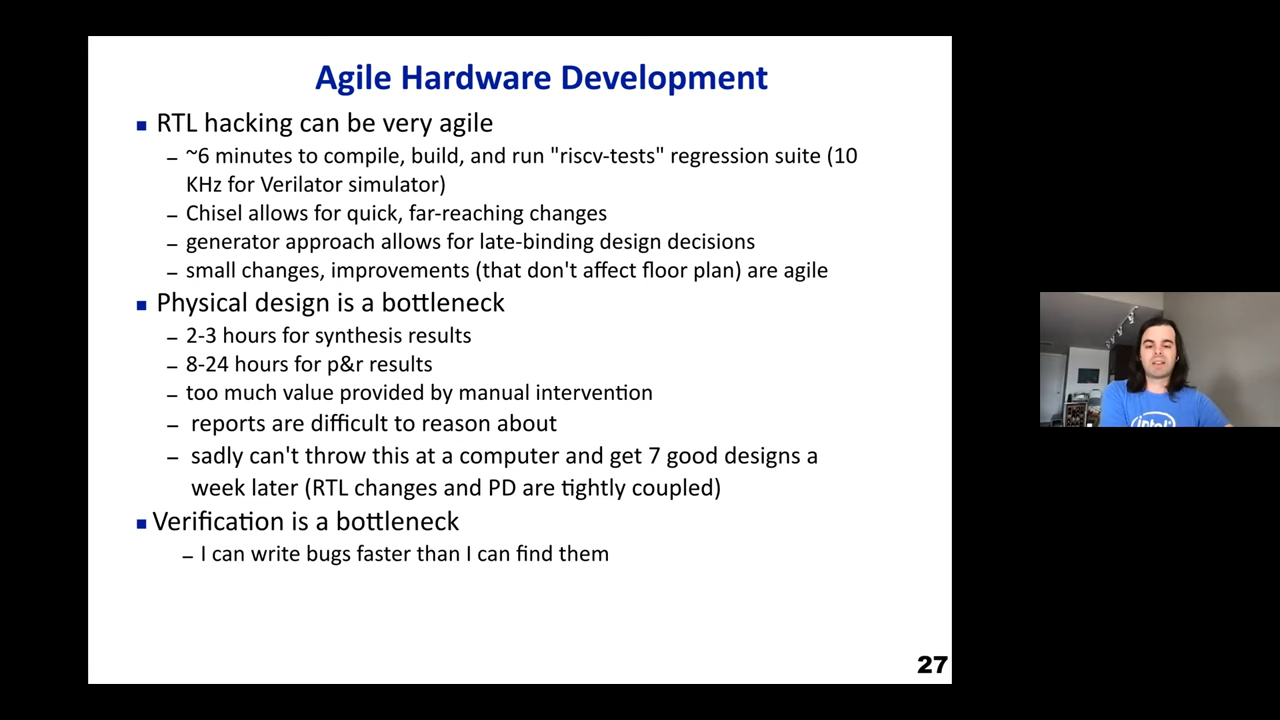 Agile Hardware Development
■ RTL hacking can be very agile
– ~6 minutes to compile, build, and run "riscv-tests" regression suite (10
KHz for Verilator simulator)
– Chisel allows for quick, far-reaching changes
– generator approach allows for late-binding design decisions
– small changes, improvements (that don't affect floor plan) are agile
■ Physical design is a bottleneck
– 2-3 hours for synthesis results
– 8-24 hours for p&r results
– too much value provided by manual intervention
– reports are difficult to reason about
– sadly can't throw this at a computer and get 7 good designs a
week later (RTL changes and PD are tightly coupled)
■ Verification is a bottleneck
– I can write bugs faster than I can find them
27
intel